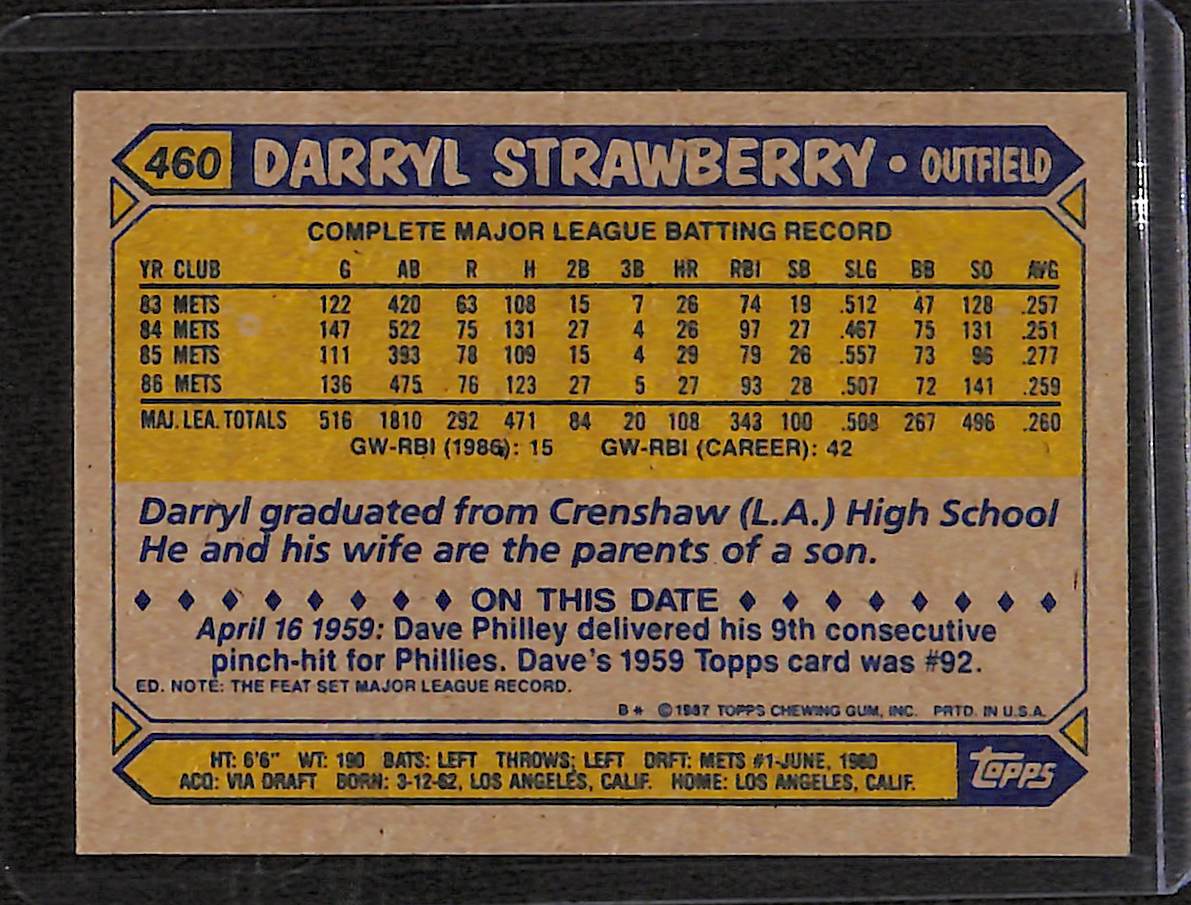 460 DARRYL STRAWBERRY • OUTFIELD
COMPLETE MAJOR LEAGUE BATTING RECORD
YR CLUB G AB R H 2B 3B HR RBI SB SLG BB SO AVG
83 METS 122 420 63 108 15 7 26 74 19 .512 47 128 .257
84 METS 147 522 75 131 27 4 26 97 27 .467 75 131 .251
85 METS 111 393 78 109 15 4 29 79 26 .557 73 96 .277
86 METS 136 475 76 123 27 5 27 93 28 .507 72 141 .259
MAJ. LEA. TOTALS 516 1810 292 471 84 20 108 343 100 .508 267 496 .260
GW-RBI (1986): 15 GW-RBI (CAREER): 42
Darryl graduated from Crenshaw (L.A.) High School
He and his wife are the parents of a son.
ON THIS DATE
April 16 1959: Dave Philley delivered his 9th consecutive
pinch-hit for Phillies. Dave's 1959 Topps card was #92.
ED. NOTE: THE FEAT SET MAJOR LEAGUE RECORD.
B* ©1987 TOPPS CHEWING GUM, INC. PRTD. IN U.S.A.
HT: 6'6" WT: 190 BATS: LEFT THROWS: LEFT DRFT: METS #1-JUNE, 1980
ACQ: VIA DRAFT BORN: 3-12-62, LOS ANGELES, CALIF. HOME: LOS ANGELES, CALIF.
TOPPS